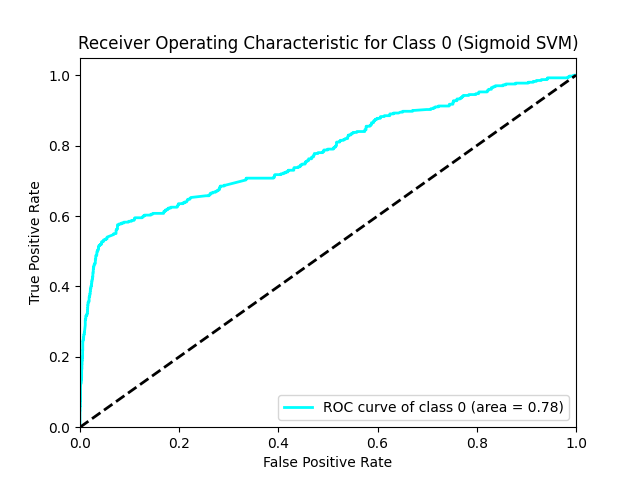 Receiver Operating Characteristic for Class 0 (Sigmoid SVM)
1.0
0.8
0.6
0.4
0.2
0.0
True Positive Rate
ROC curve of class 0 (area = 0.78)
0.0 0.2 0.4 0.6 0.8 1.0
False Positive Rate